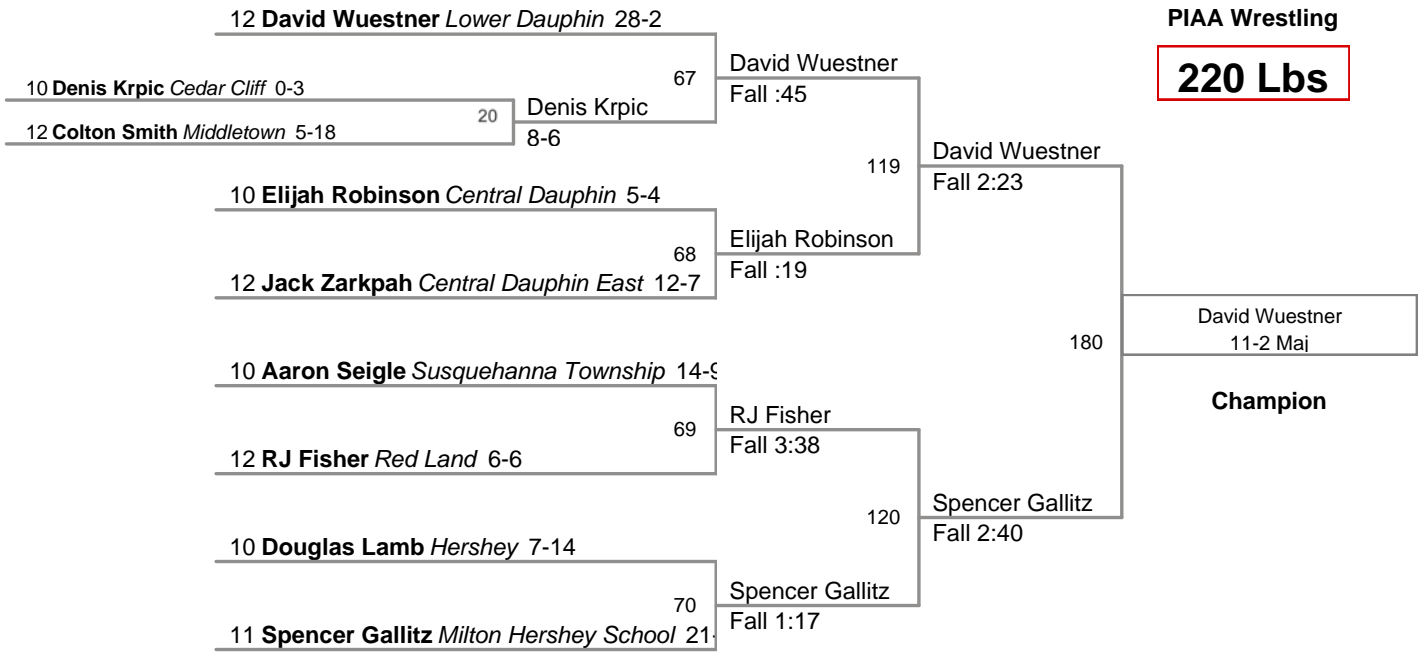 12 David Wuestner Lower Dauphin 28-2
PIAA Wrestling
220 Lbs
67
David Wuestner
Fall :45
10 Denis Krpic Cedar Cliff 0-3
20
Denis Krpic
8-6
12 Colton Smith Middletown 5-18
119
David Wuestner
Fall 2:23
10 Elijah Robinson Central Dauphin 5-4
68
Elijah Robinson
Fall :19
12 Jack Zarkpah Central Dauphin East 12-7
180
David Wuestner
11-2 Maj
Champion
10 Aaron Seigle Susquehanna Township 14-9
69
RJ Fisher
Fall 3:38
12 RJ Fisher Red Land 6-6
120
Spencer Gallitz
Fall 2:40
10 Douglas Lamb Hershey 7-14
70
Spencer Gallitz
Fall 1:17
11 Spencer Gallitz Milton Hershey School 21-